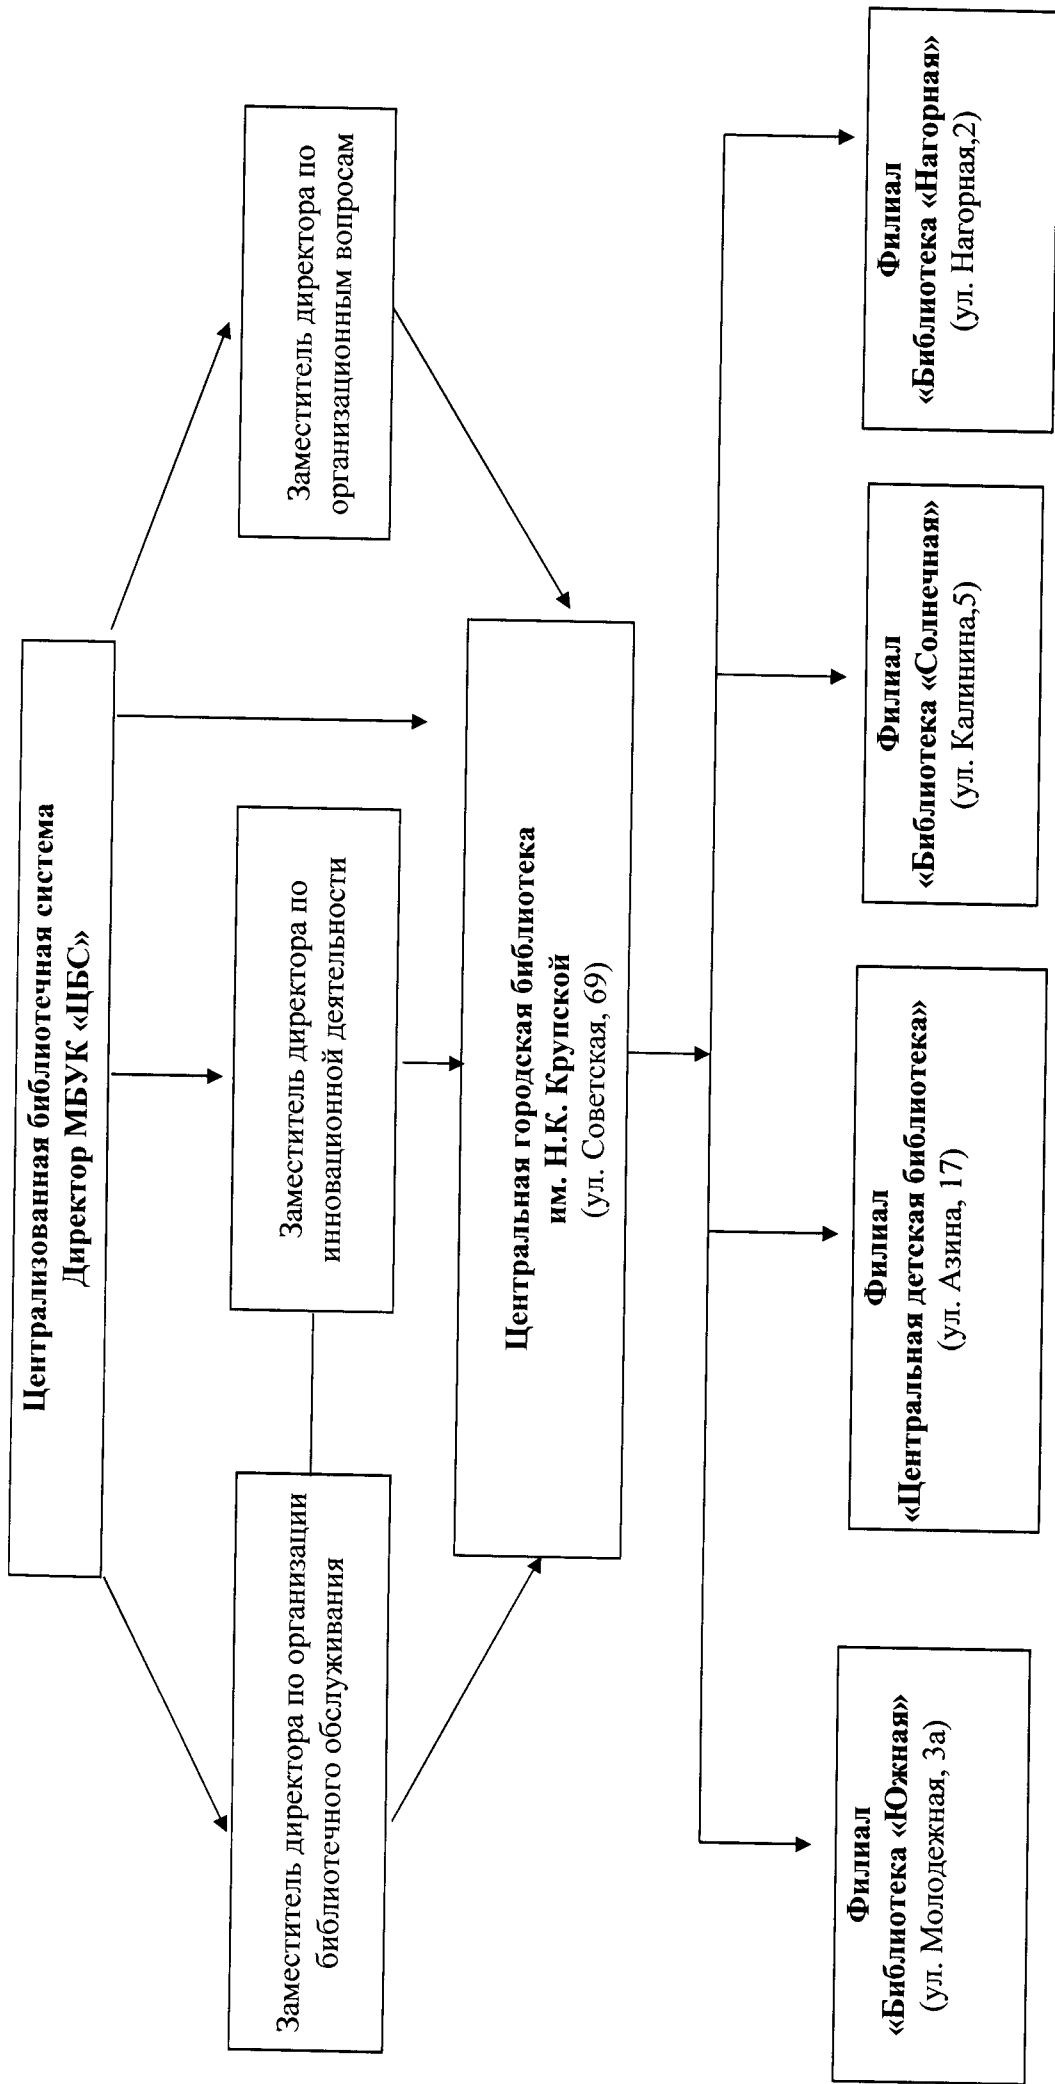 Централизованная библиотечная система
Директор МБУК «ЦБС»
Заместитель директора по организации
библиотечного обслуживания
Заместитель директора по
инновационной деятельности
Заместитель директора по
организационным вопросам
Центральная городская библиотека
им. Н.К. Крупской
(ул. Советская, 69)
Филиал
«Библиотека «Южная»
(ул. Молодежная, 3а)
Филиал
«Центральная детская библиотека»
(ул. Азина, 17)
Филиал
«Библиотека «Солнечная»
(ул. Калинина,5)
Филиал
«Библиотека «Нагорная»
(ул. Нагорная,2)